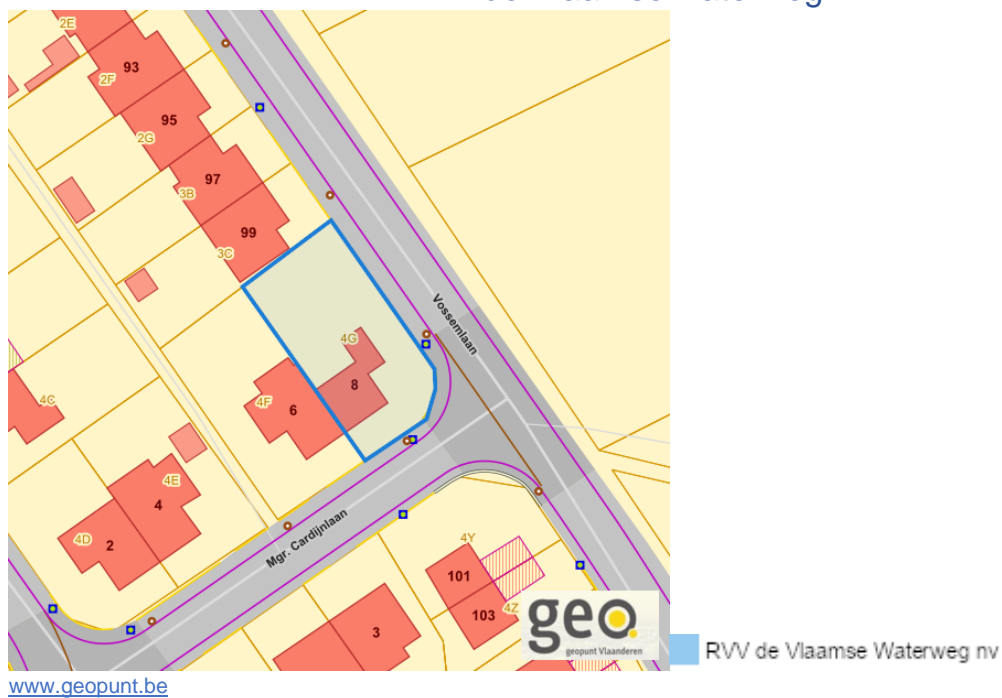 2E
93
2F
95
2G
97
3B
99
3C
Vossemlaan
4G
8
4F
6
4C
4E
4
4D
2
Mgr. Cardijnlaan
4Y
101
4Z
103
3
geo
geopunt Vlaanderen
RVV de Vlaamse Waterweg nv
www.geopunt.be